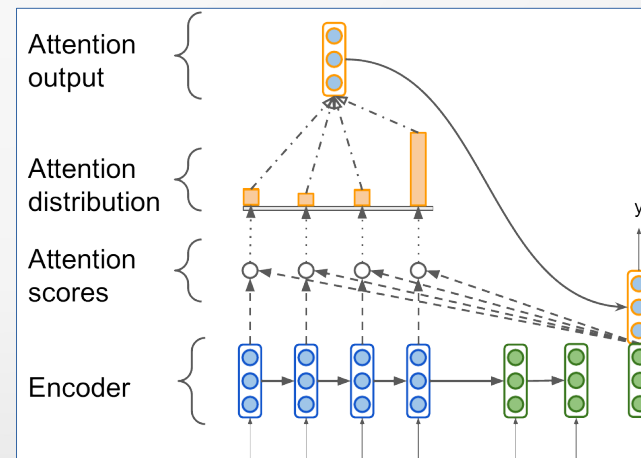 Attention
output
Attention
distribution
Attention
scores
Encoder
y